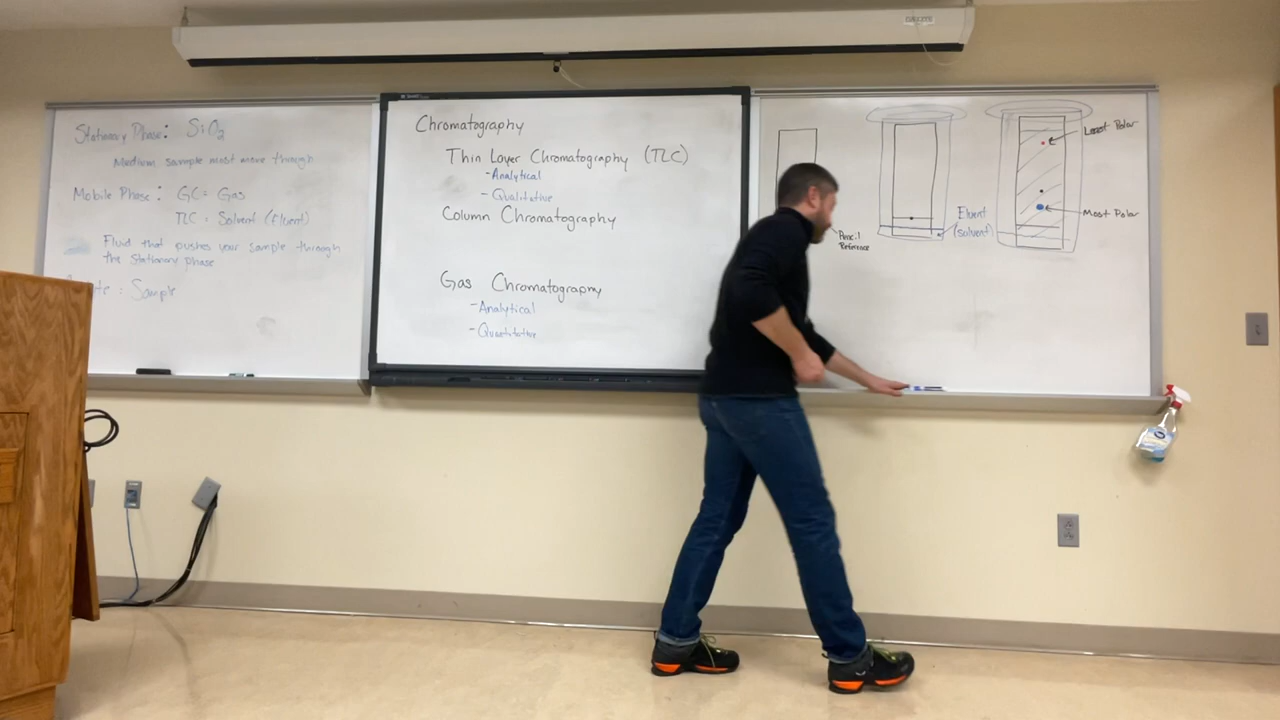 Stationary Phase: SiO2
Medium sample must move through
Mobile Phase: GC = Gas
TLC = Solvent (Eluent)
Fluid that pushes your sample through
the stationary phase
: Sample
Chromatography
Thin Layer Chromatography (TLC)
-Analytical
-Qualitative
Column Chromatography
Gas Chromatography
-Analytical
-Quantitative
Pencil
Reference
Eluent
(solvent)
Least Polar
Most Polar